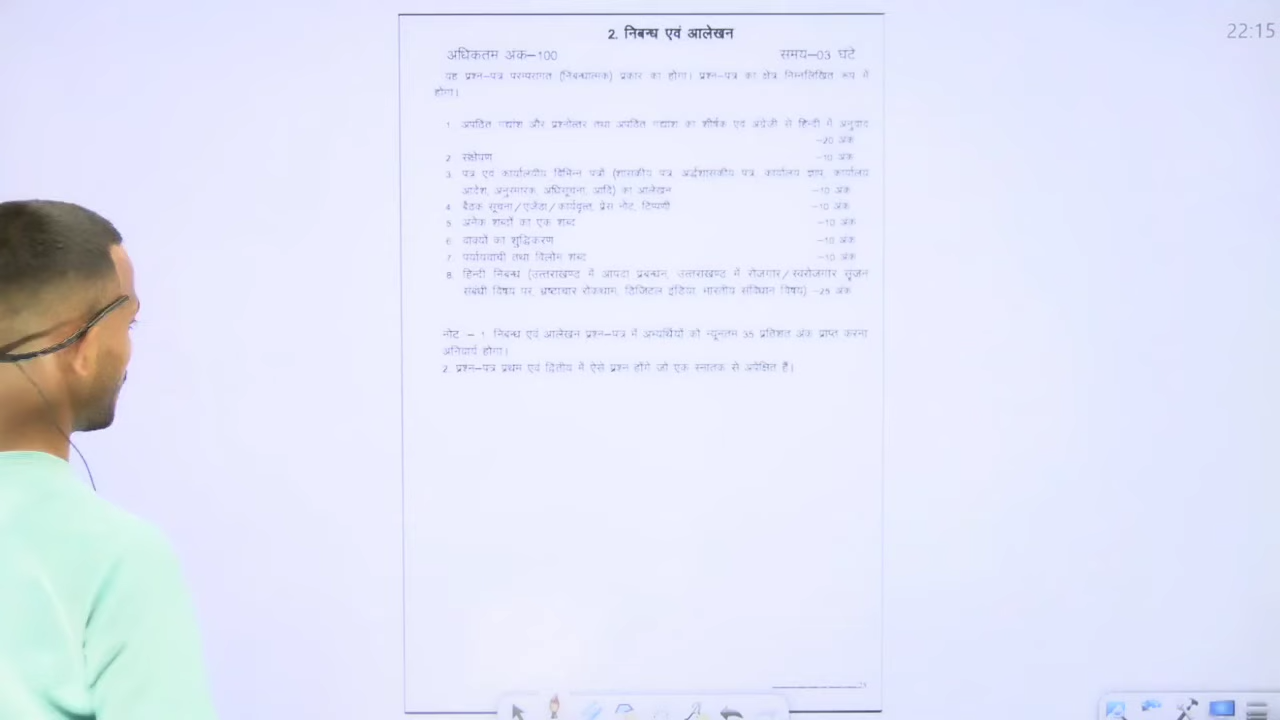 22:15
2. निबन्ध एवं आलेखन
अधिकतम अंक–100 समय–03 घंटे
यह प्रश्न–पत्र परम्परागत (निबन्धात्मक) प्रकार का होगा। प्रश्न–पत्र का क्षेत्र निम्नलिखित रूप में
होगा।
1. अपठित गद्यांश और प्रश्नोत्तर तथा अपठित गद्यांश का शीर्षक एवं अंग्रेजी से हिन्दी में अनुवाद
–20 अंक
2. संक्षेपण –10 अंक
3. पत्र एवं कार्यालयीय विभिन्न पत्रों (शासकीय पत्र, अर्द्धशासकीय पत्र, कार्यालय ज्ञाप, कार्यालय
आदेश, अनुस्मारक, अधिसूचना, आदि) का आलेखन –10 अंक
4. बैठक सूचना/एजेंडा/कार्यवृत्त, प्रेस नोट, टिप्पणी –10 अंक
5. अनेक शब्दों का एक शब्द –10 अंक
6. वाक्यों का शुद्धिकरण –10 अंक
7. पर्यायवाची तथा विलोम शब्द –10 अंक
8. हिन्दी निबन्ध (उत्तराखण्ड में आपदा प्रबन्धन, उत्तराखण्ड में रोजगार/स्वरोजगार सृजन
संबंधी विषय पर, भ्रष्टाचार रोकथाम, डिजिटल इंडिया, भारतीय संविधान विषय) –25 अंक
नोट – 1. निबन्ध एवं आलेखन प्रश्न–पत्र में अभ्यर्थियों को न्यूनतम 35 प्रतिशत अंक प्राप्त करना
अनिवार्य होगा।
2. प्रश्न–पत्र प्रथम एवं द्वितीय में ऐसे प्रश्न होंगे जो एक स्नातक से अपेक्षित हैं।